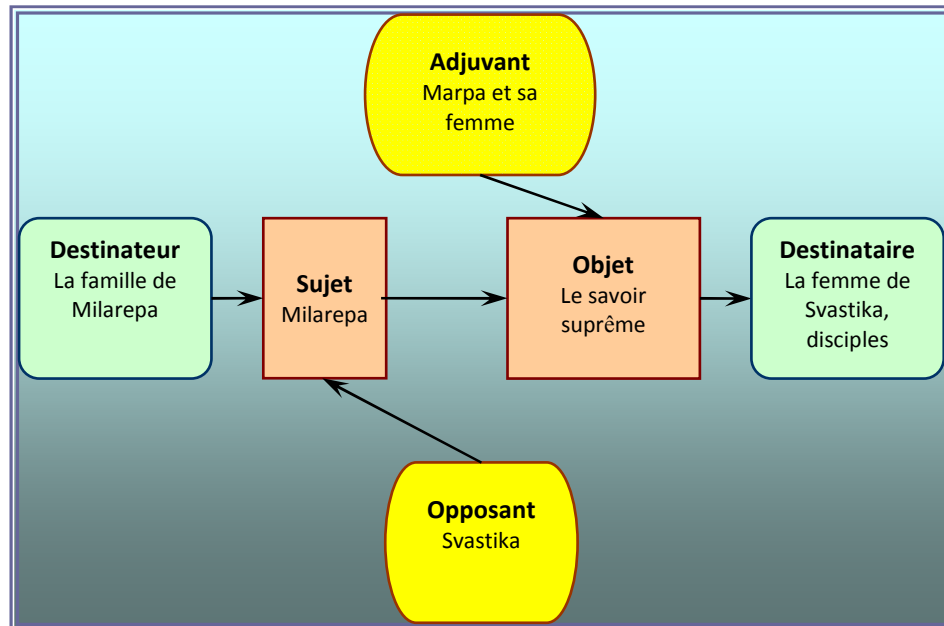 Adjuvant
Marpa et sa
femme
Destinateur
La famille de
Milarepa
Sujet
Milarepa
Objet
Le savoir
suprême
Destinataire
La femme de
Svastika,
disciples
Opposant
Svastika